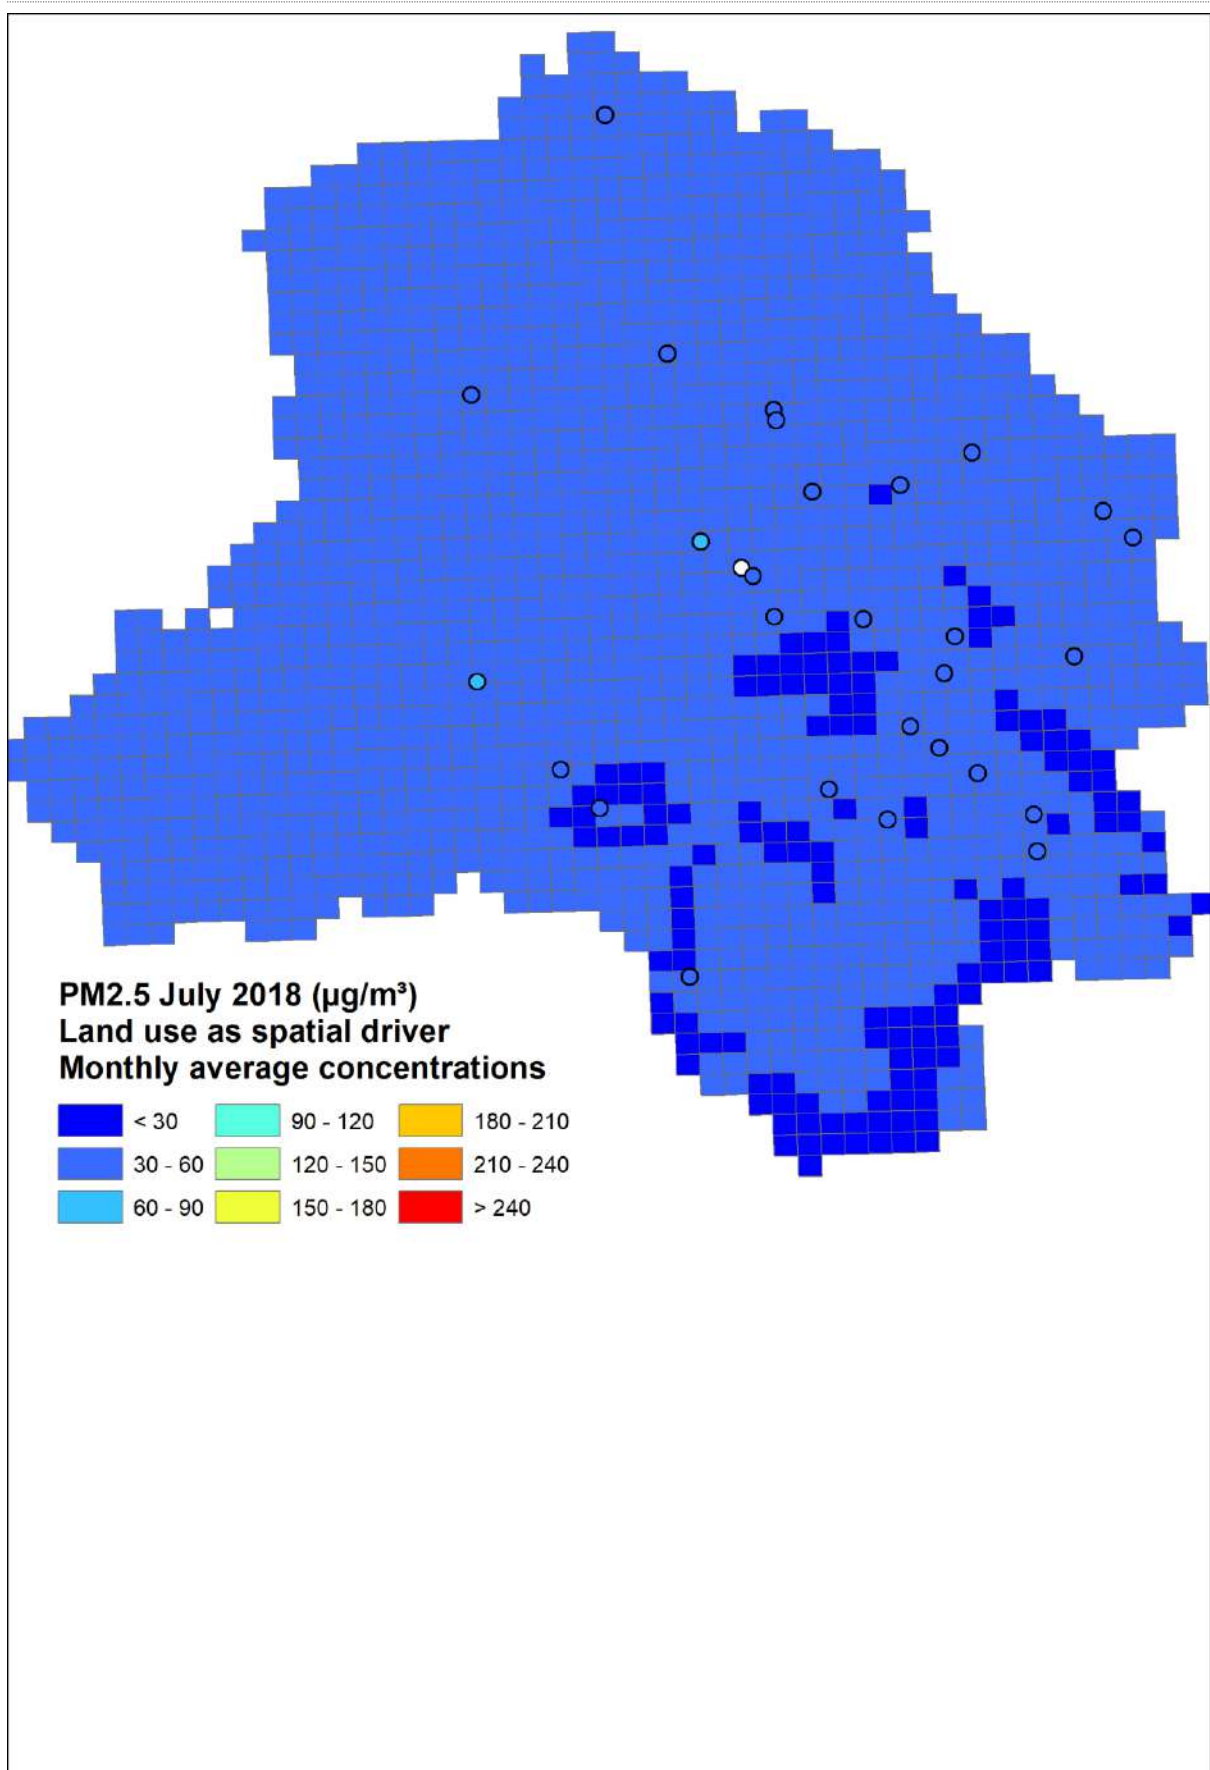 PM2.5 July 2018 (µg/m³)
Land use as spatial driver
Monthly average concentrations
< 30 90 - 120 180 - 210
30 - 60 120 - 150 210 - 240
60 - 90 150 - 180 > 240